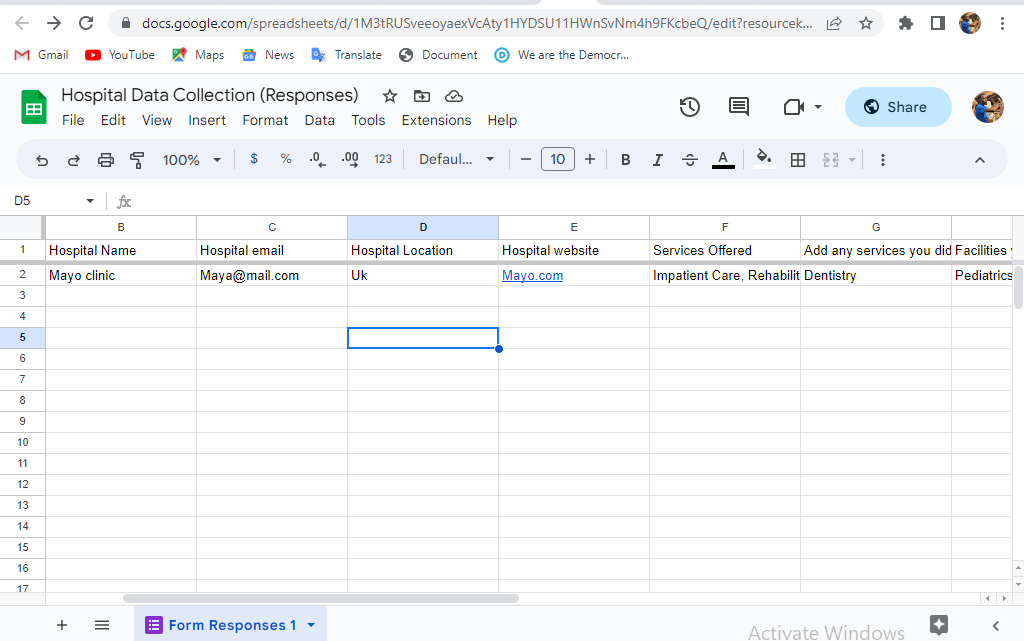 docs.google.com/spreadsheets/d/1M3tRUSveeoyaexVcAty1HYDSU11HWnSvNm4h9FKcbeQ/edit?resourcek...
Gmail YouTube Maps News Translate Document We are the Democr...
Hospital Data Collection (Responses)
File Edit View Insert Format Data Tools Extensions Help
Share
100% $ % .0 .00 123 Defaul... 10 B I A
D5 fx
B C D E F G
1 Hospital Name Hospital email Hospital Location Hospital website Services Offered Add any services you did Facilities
2 Mayo clinic Maya@mail.com Uk Mayo.com Impatient Care, Rehabilit Dentistry Pediatrics
3
4
5
6
7
8
9
10
11
12
13
14
15
16
17
Form Responses 1
Activate Windows